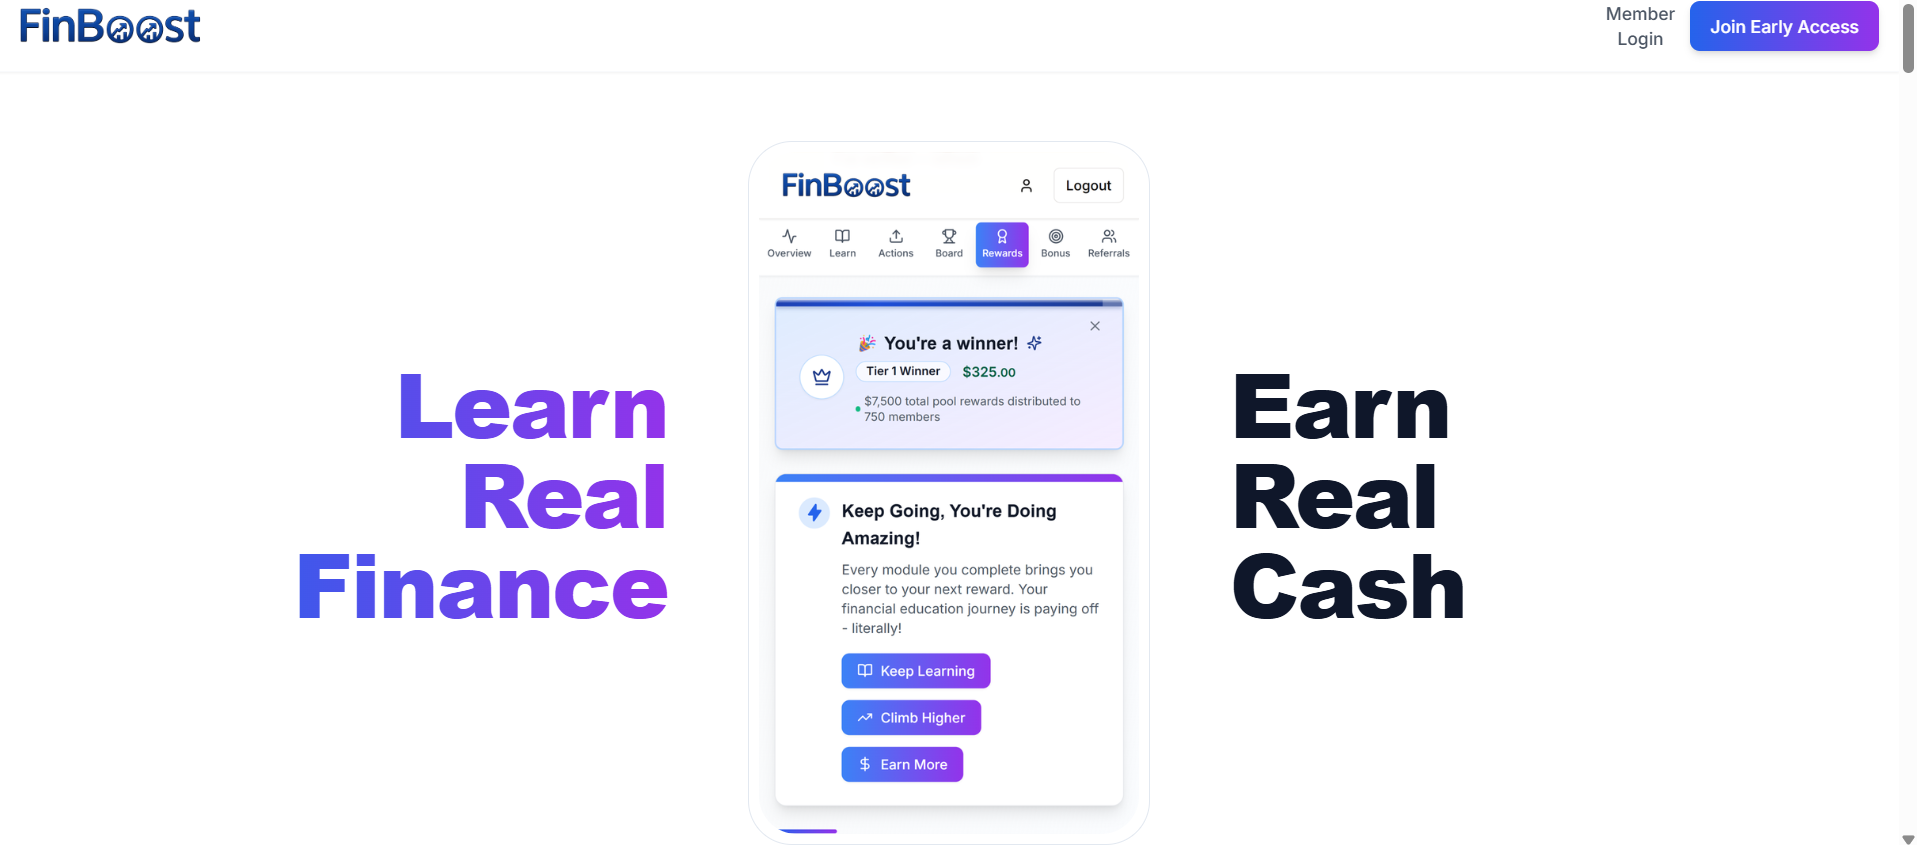 FinBoost
Member
Login
Join Early Access
Learn
Real
Finance
FinBoost
Logout
Overview
Learn
Actions
Board
Rewards
Bonus
Referrals
🎉 You're a winner!
Tier 1 Winner
$325.00
$7,500 total pool rewards distributed to
750 members
Keep Going, You're Doing
Amazing!
Every module you complete brings you
closer to your next reward. Your
financial education journey is paying off
- literally!
Keep Learning
Climb Higher
Earn More
Earn
Real
Cash